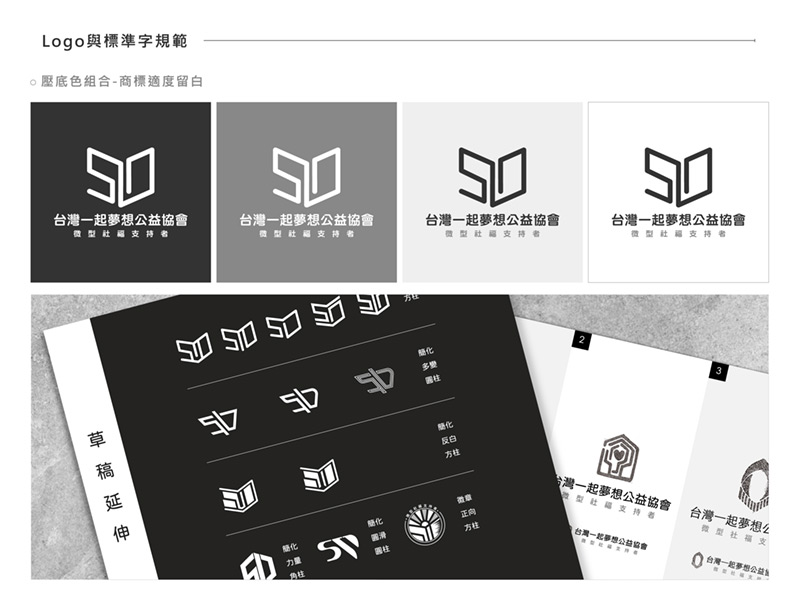 Logo與標準字規範
壓底色組合-商標適度留白
台灣一起夢想公益協會
微型社福支持者
台灣一起夢想公益協會
微型社福支持者
台灣一起夢想公益協會
微型社福支持者
台灣一起夢想公益協會
微型社福支持者
方柱
簡化
多變
圓柱
簡化
反白
方柱
徽章
正向
方柱
簡化
圓滑
圓柱
簡化
力量
角柱
草稿延伸
2
3
台灣一起夢想公益協會
微型社福支持者
台灣一起夢想公益協會
微型社福支持者
台灣一起夢想公
微型社福支
台灣一起夢想公益協
微型社福支持者